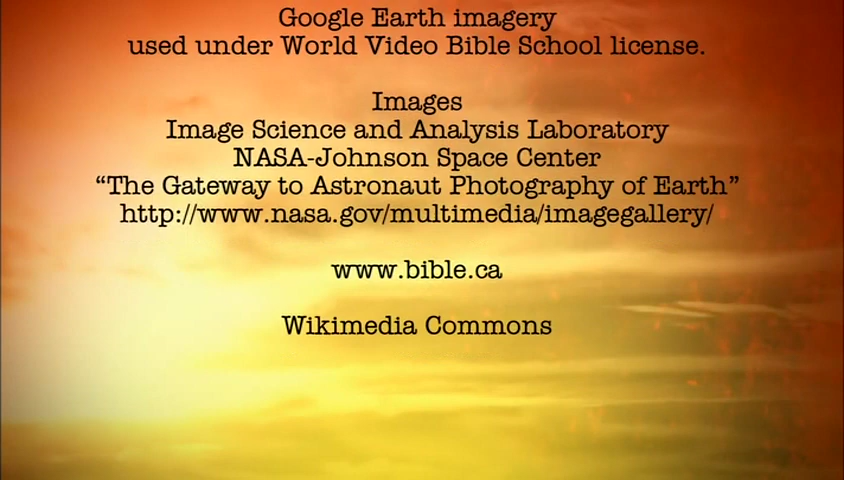 Google Earth imagery
used under World Video Bible School license.
Images
Image Science and Analysis Laboratory
NASA-Johnson Space Center
“The Gateway to Astronaut Photography of Earth”
http://www.nasa.gov/multimedia/imagegallery/
www.bible.ca
Wikimedia Commons